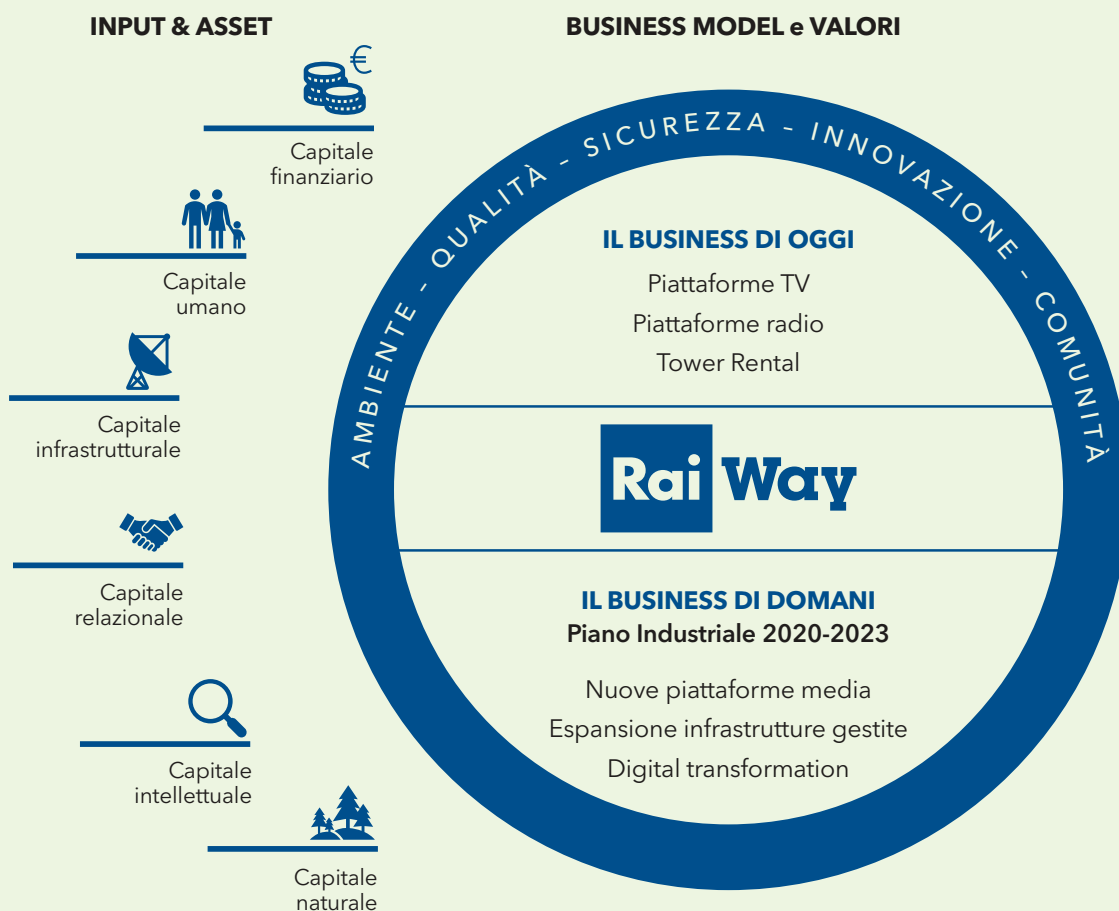 INPUT & ASSET
€
Capitale
finanziario
Capitale
umano
Capitale
infrastrutturale
Capitale
relazionale
Capitale
intellettuale
Capitale
naturale
BUSINESS MODEL e VALORI
AMBIENTE - QUALITÀ - SICUREZZA - INNOVAZIONE - COMUNITÀ
IL BUSINESS DI OGGI
Piattaforme TV
Piattaforme radio
Tower Rental
Rai Way
IL BUSINESS DI DOMANI
Piano Industriale 2020-2023
Nuove piattaforme media
Espansione infrastrutture gestite
Digital transformation